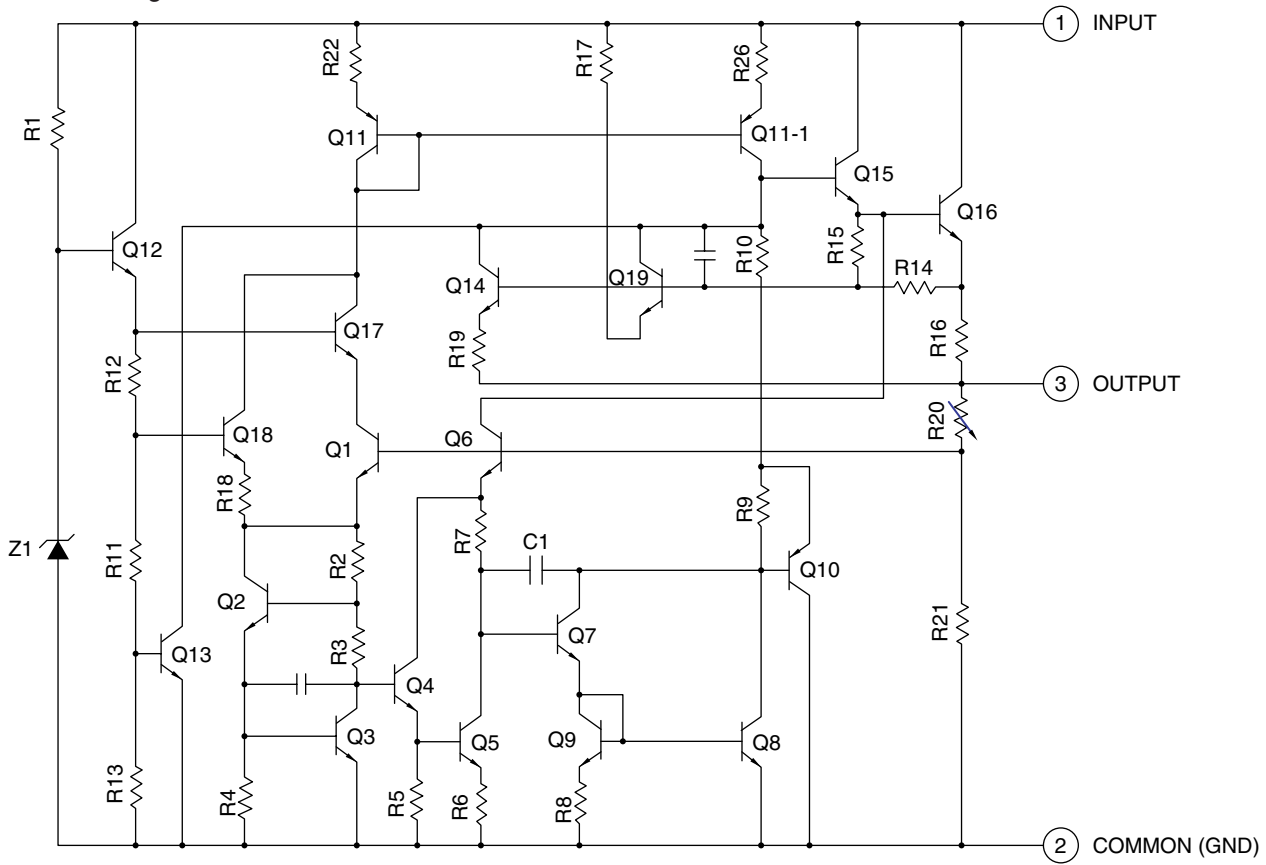 1 INPUT
R22
R17
R26
R1
Q11
Q11-1
Q15
Q16
Q12
R10
R15
R14
Q14
Q19
Q17
R16
R19
R12
3 OUTPUT
R20
Q18
Q1
Q6
R18
R9
R7
C1
Z1
R11
R2
Q10
Q2
R21
Q7
R3
Q13
Q4
Q3
Q5
Q9
Q8
R13
R4
R5
R6
R8
2 COMMON (GND)